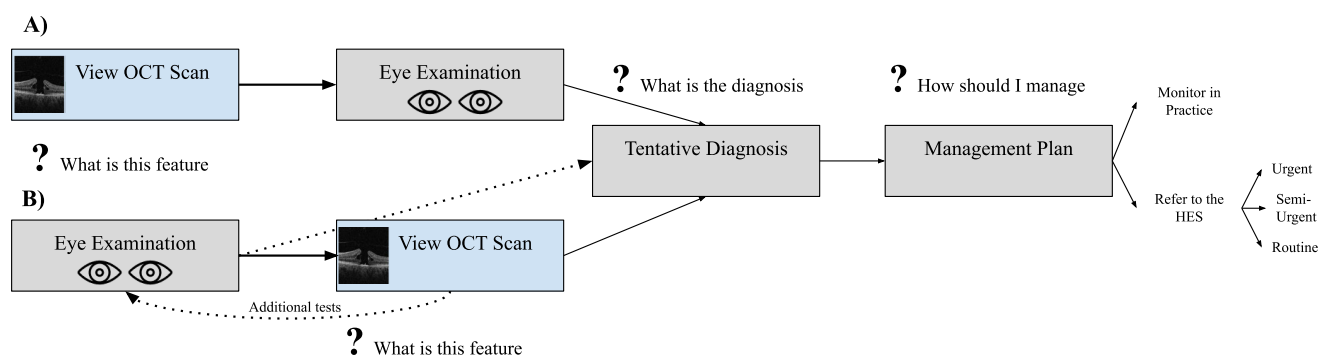 A)
View OCT Scan
Eye Examination
? What is the diagnosis
? How should I manage
Monitor in
Practice
? What is this feature
Tentative Diagnosis
Management Plan
Urgent
B)
Refer to the
HES
Semi-
Urgent
Eye Examination
View OCT Scan
Routine
Additional tests
? What is this feature